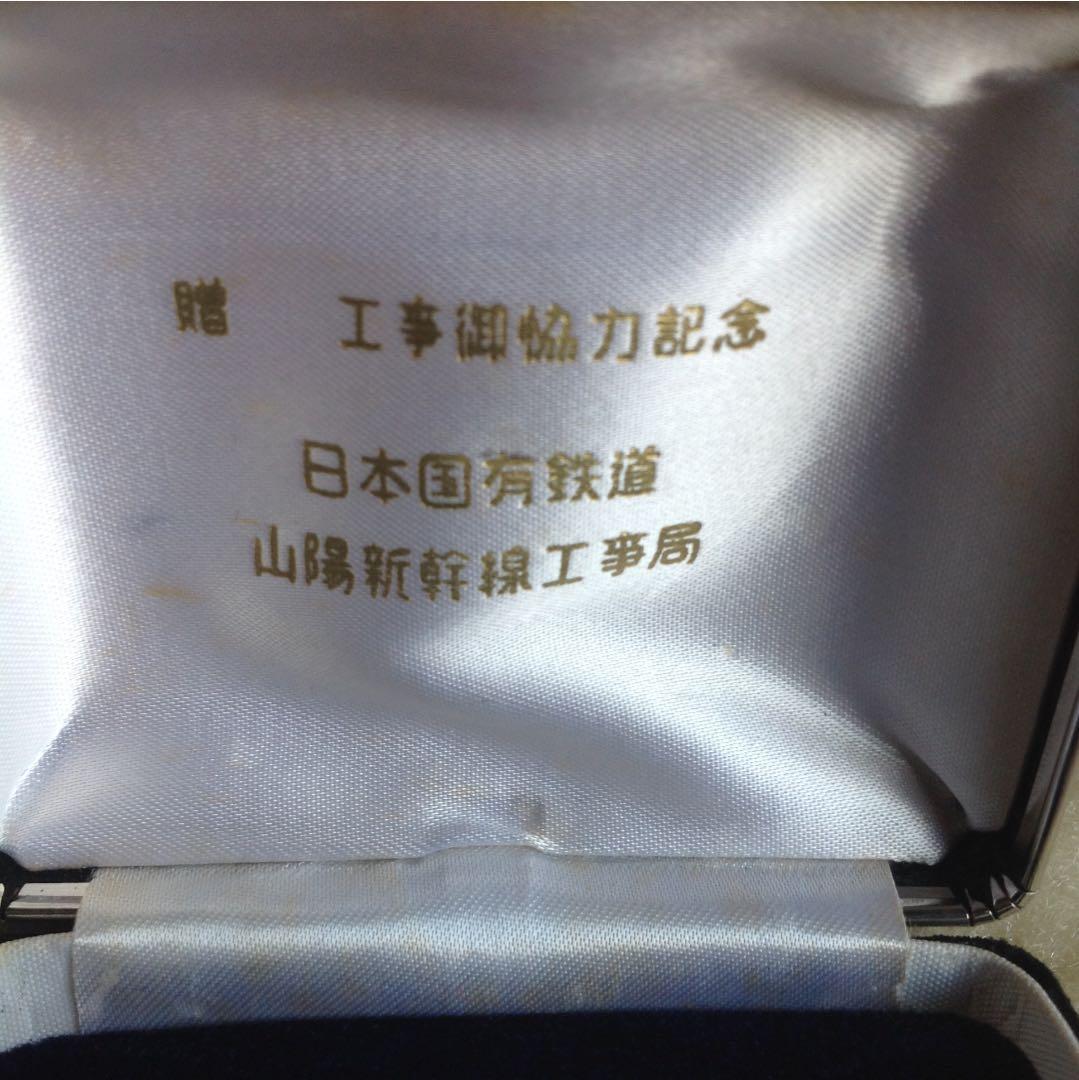 贈　工事御協力記念
日本国有鉄道
山陽新幹線工事局